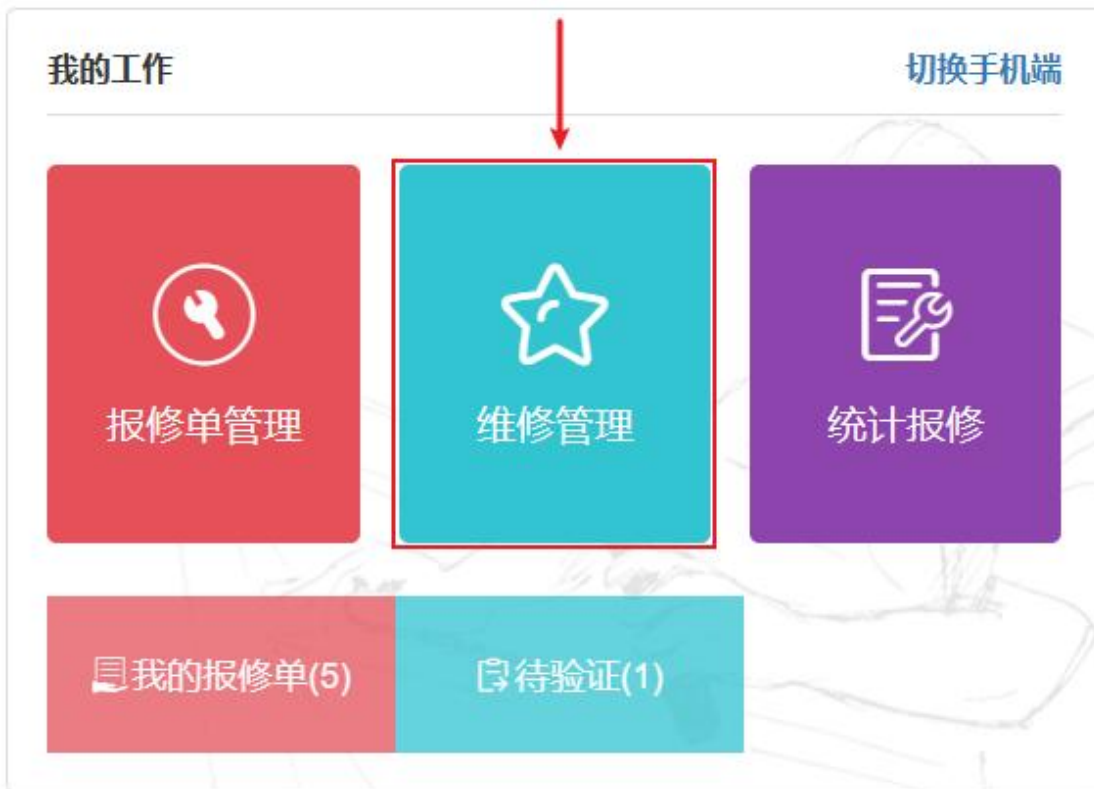 我的工作
切换手机端
报修单管理
维修管理
统计报修
我的报修单(5)
待验证(1)